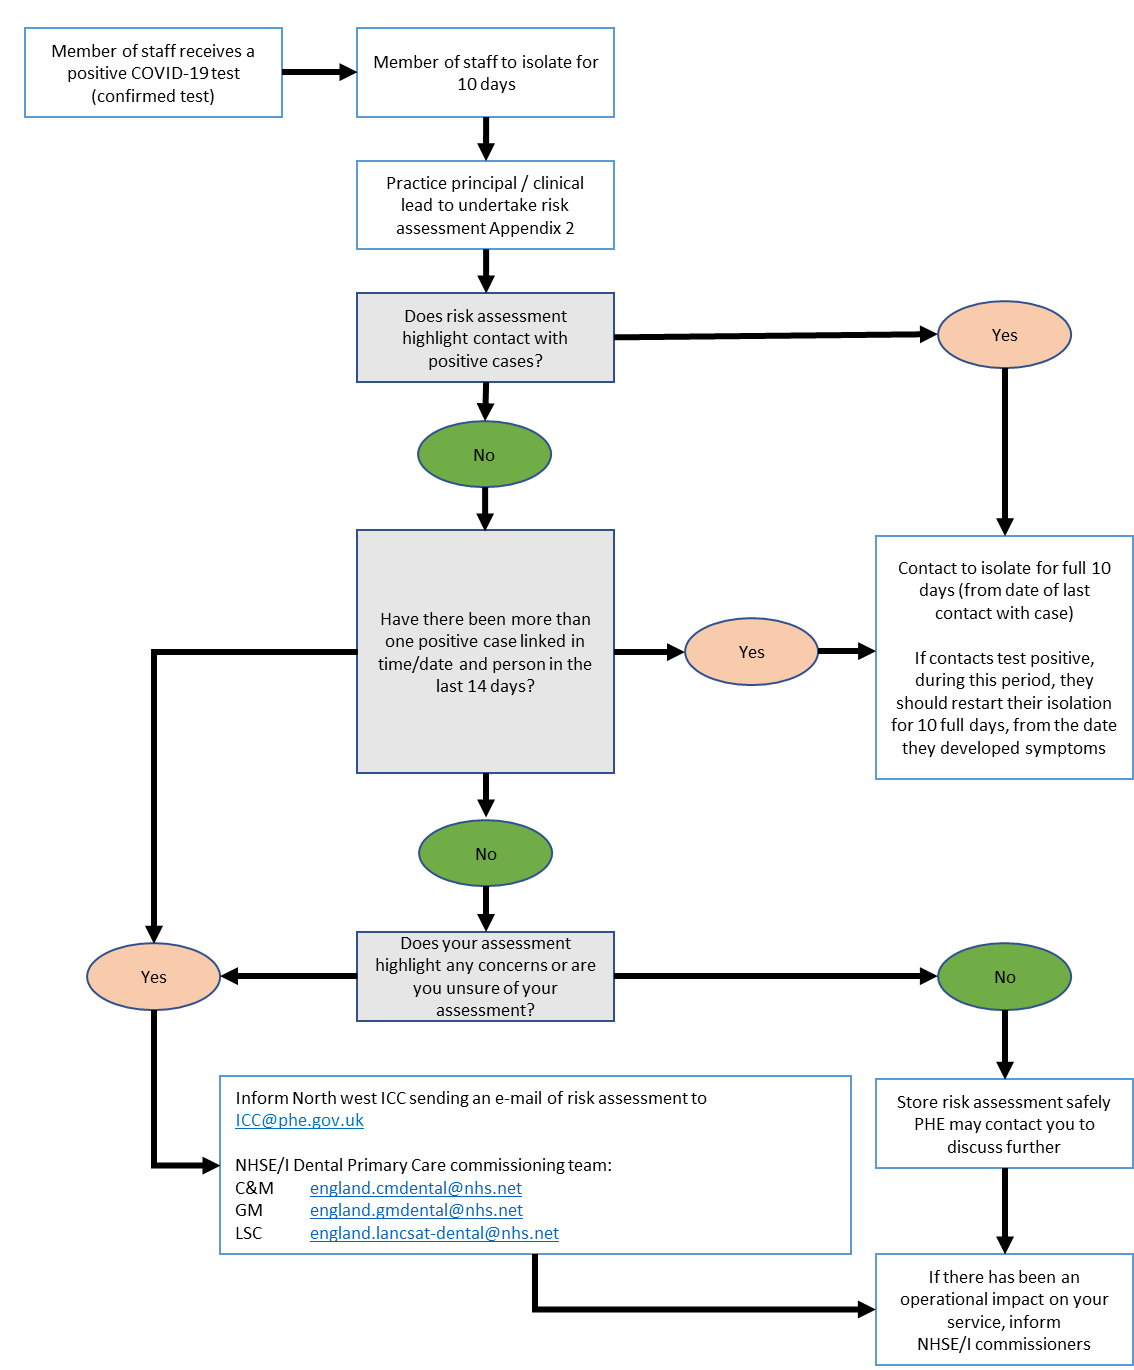 Member of staff receives a
positive COVID-19 test
(confirmed test)
Member of staff to isolate for
10 days
Practice principal / clinical
lead to undertake risk
assessment Appendix 2
Does risk assessment
highlight contact with
positive cases?
Yes
No
Have there been more than
one positive case linked in
time/date and person in the
last 14 days?
Yes
Contact to isolate for full 10
days (from date of last
contact with case)
If contacts test positive,
during this period, they
should restart their isolation
for 10 full days, from the date
they developed symptoms
No
Does your assessment
highlight any concerns or are
you unsure of your
assessment?
Yes
No
Inform North west ICC sending an e-mail of risk assessment to
ICC@phe.gov.uk
NHSE/I Dental Primary Care commissioning team:
C&M england.cmdental@nhs.net
GM england.gmdental@nhs.net
LSC england.lancsat-dental@nhs.net
Store risk assessment safely
PHE may contact you to
discuss further
If there has been an
operational impact on your
service, inform
NHSE/I commissioners